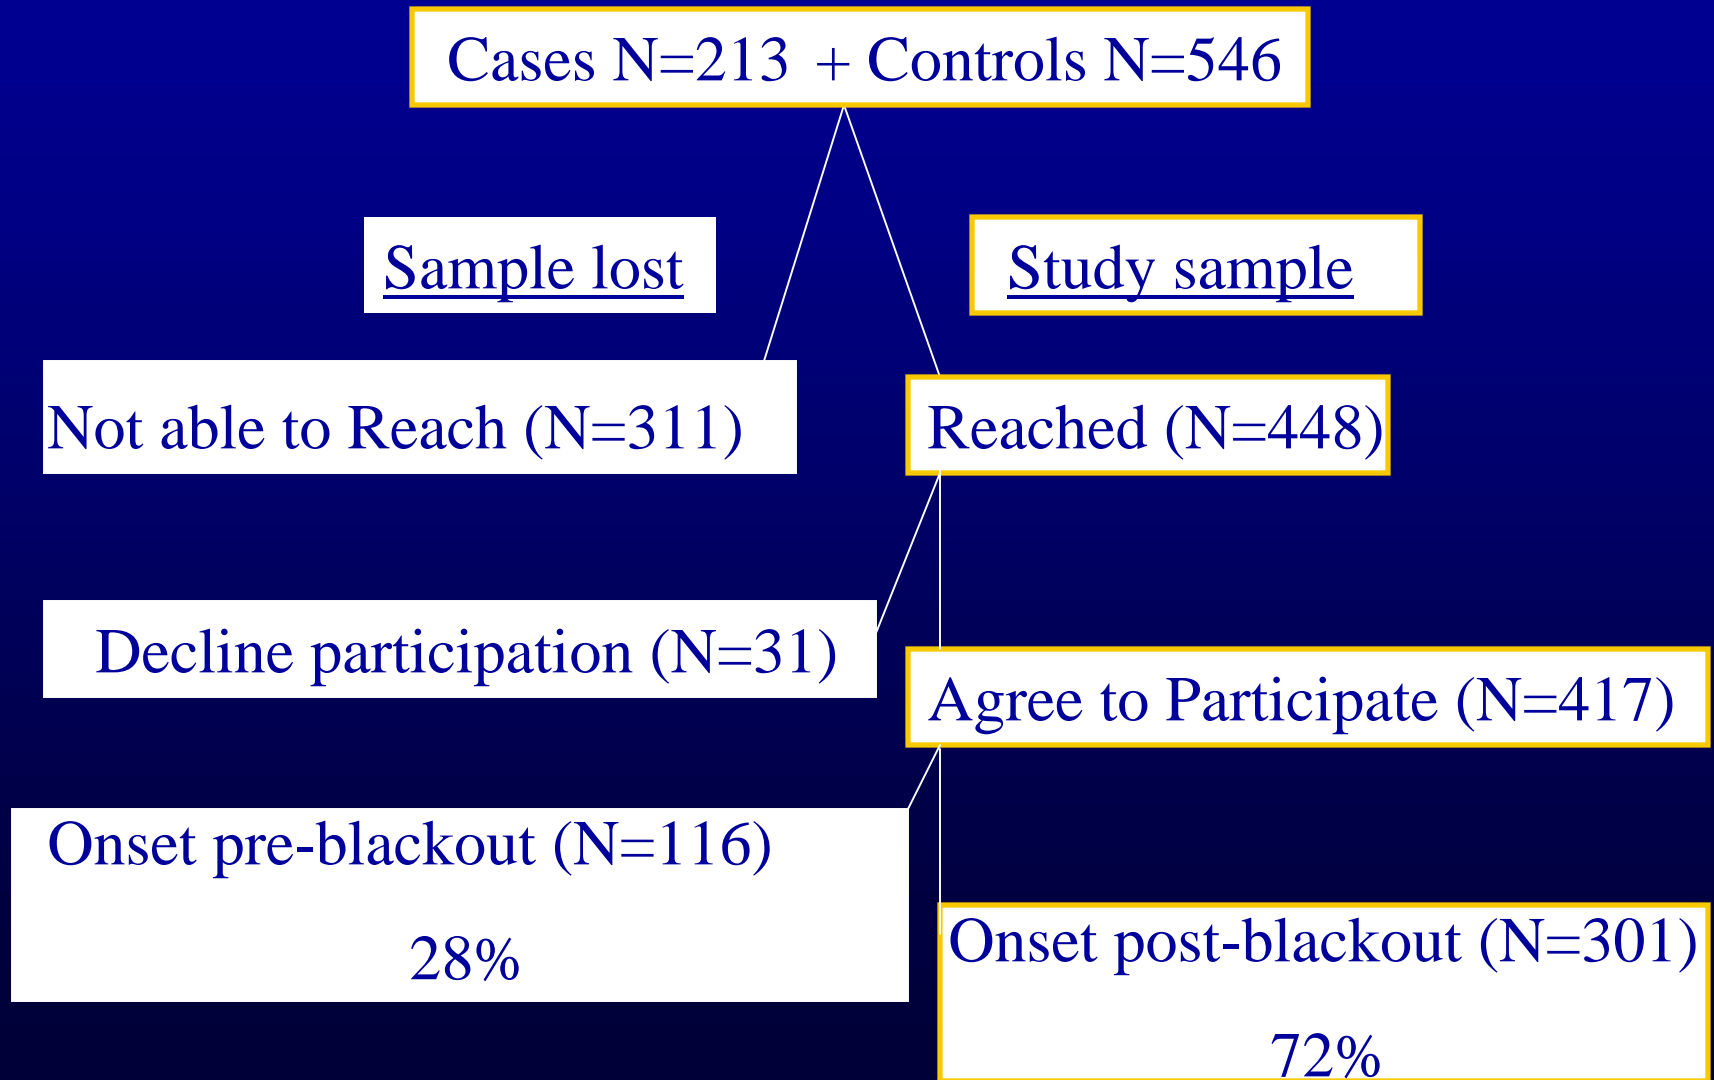 Cases N=213 + Controls N=546
Sample lost
Study sample
Not able to Reach (N=311)
Reached (N=448)
Decline participation (N=31)
Agree to Participate (N=417)
Onset pre-blackout (N=116)
28%
Onset post-blackout (N=301)
72%